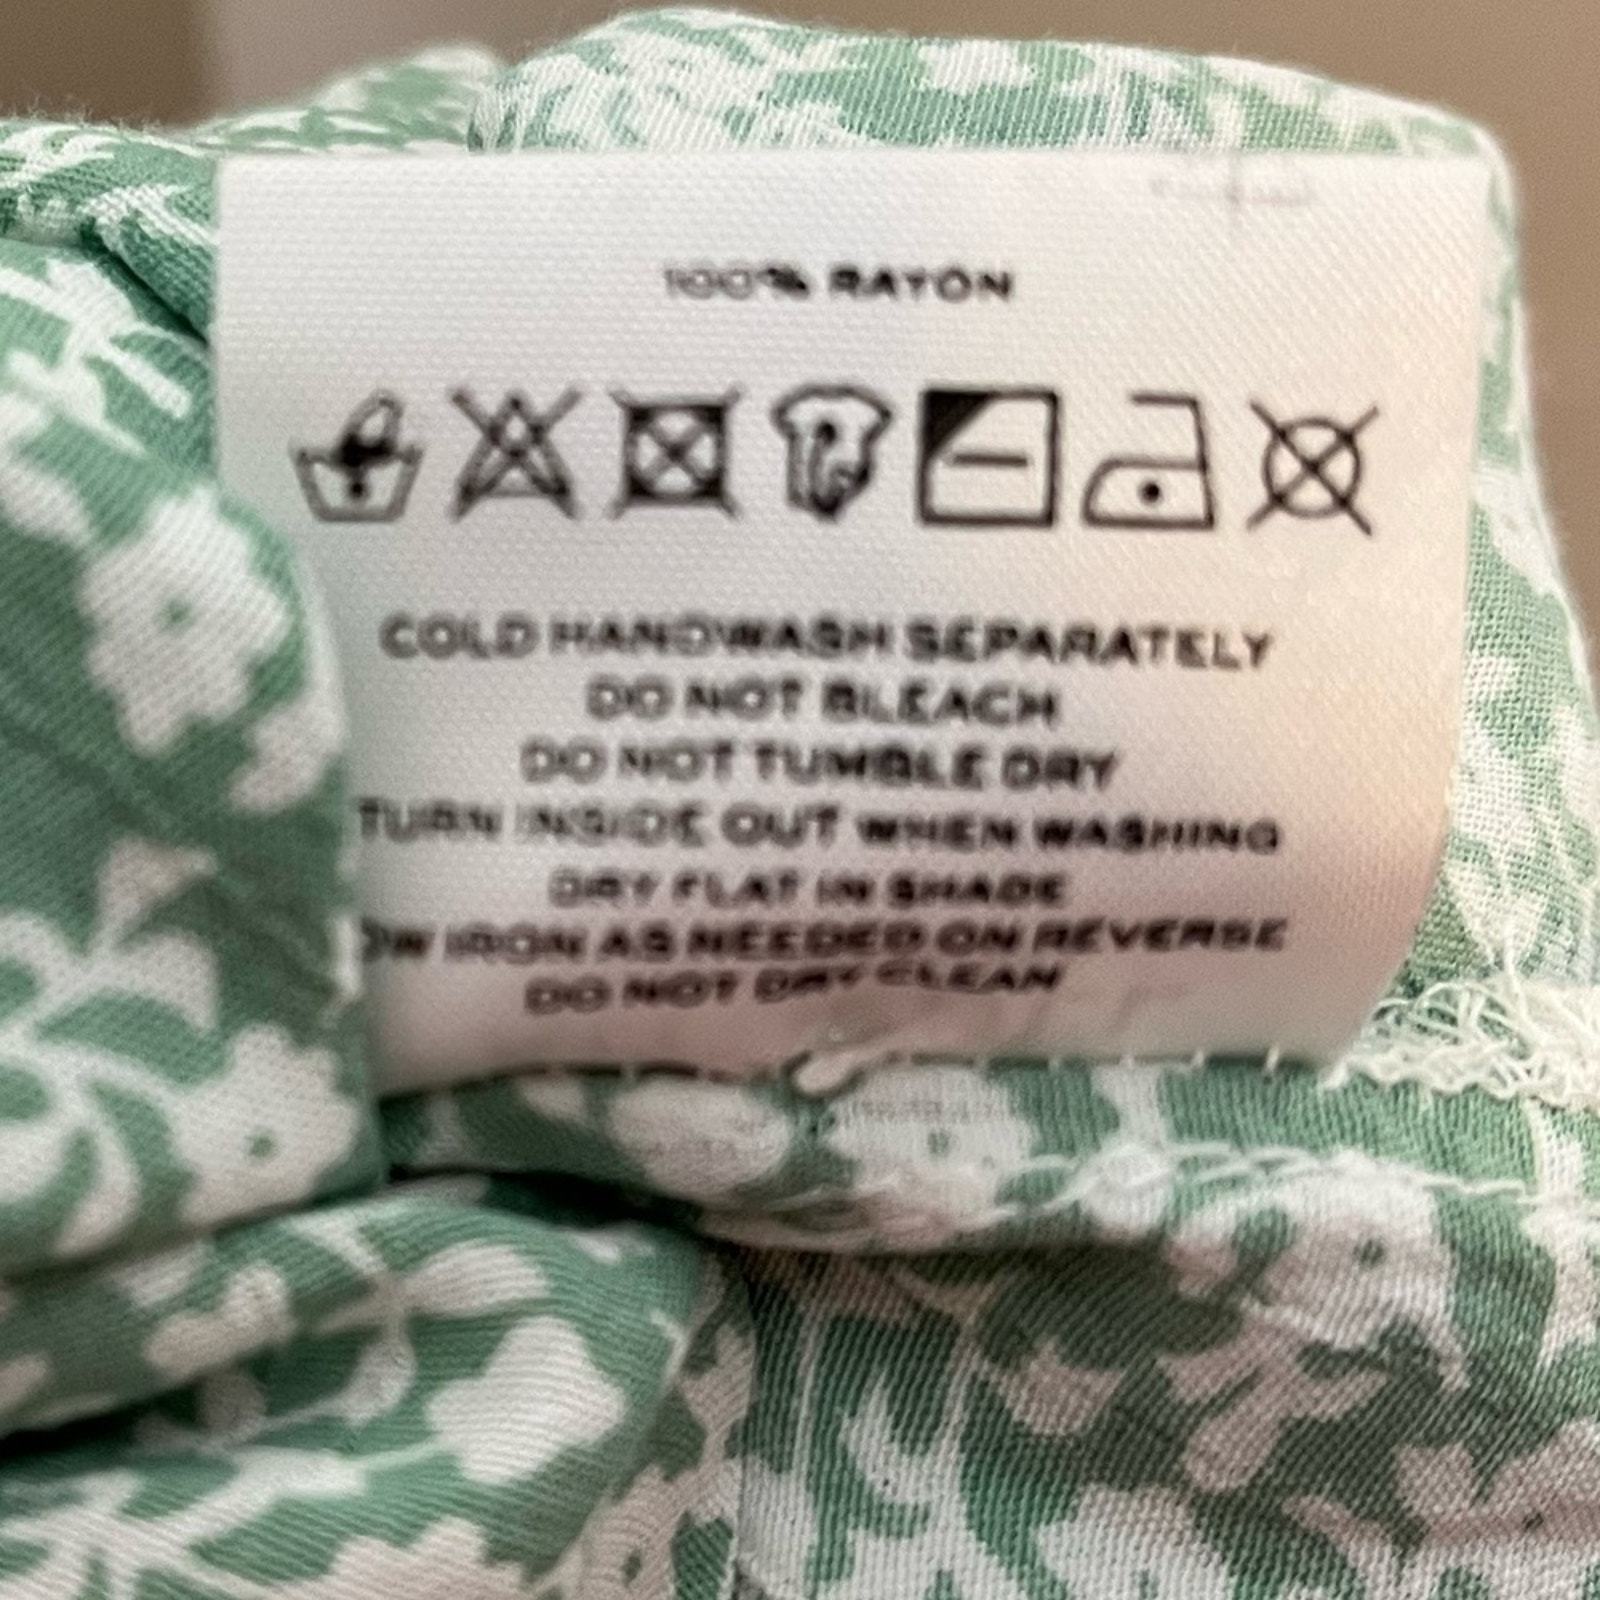 100% RAYON
COLD HANDWASH SEPARATELY
DO NOT BLEACH
DO NOT TUMBLE DRY
TURN INSIDE OUT WHEN WASHING
DRY FLAT IN SHADE
OW IRON AS NEEDED ON REVERSE
DO NOT DRY CLEAN